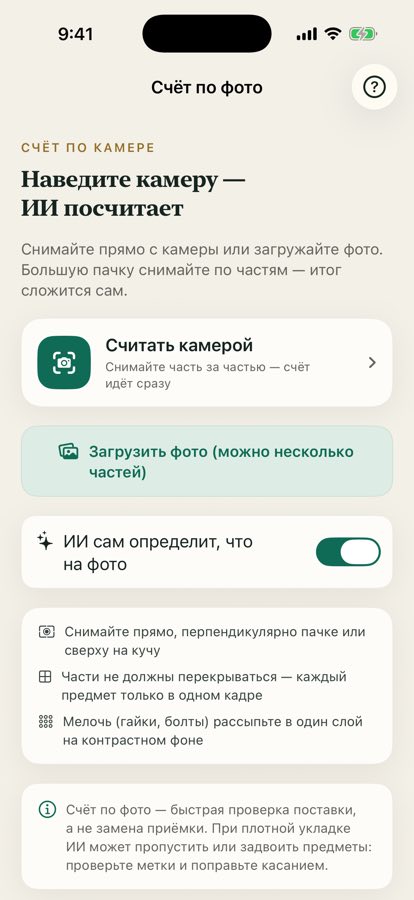 9:41
Счёт по фото
СЧЁТ ПО КАМЕРЕ
Наведите камеру —
ИИ посчитает
Снимайте прямо с камеры или загружайте фото.
Большую пачку снимайте по частям — итог
сложится сам.
Считать камерой
Снимайте часть за частью — счёт
идёт сразу
Загрузить фото (можно несколько
частей)
ИИ сам определит, что
на фото
Снимайте прямо, перпендикулярно пачке или
сверху на кучу
Части не должны перекрываться — каждый
предмет только в одном кадре
Мелочь (гайки, болты) рассыпьте в один слой
на контрастном фоне
Счёт по фото — быстрая проверка поставки,
а не замена приёмки. При плотной укладке
ИИ может пропустить или задвоить предметы:
проверьте метки и поправьте касанием.